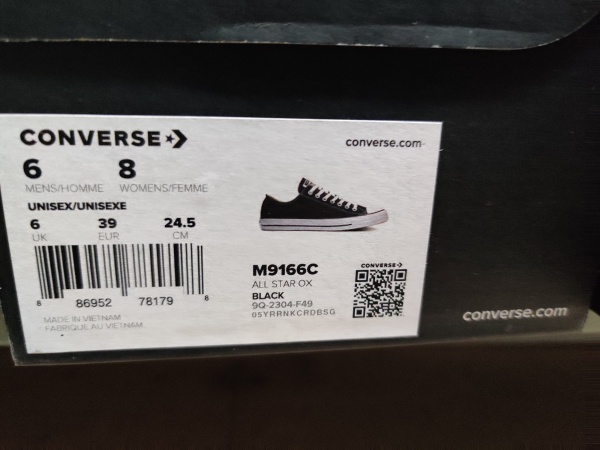 CONVERSE
converse.com
6 8
MENS/HOMME WOMENS/FEMME
UNISEX/UNISEXE
6 39 24.5
UK EUR CM
8 86952 78179 8
MADE IN VIETNAM
FABRIQUÉ AU VIETNAM
M9166C
ALL STAR OX
BLACK
9Q-2304-F49
05YRRNKCRDBSG
CONVERSE
converse.com